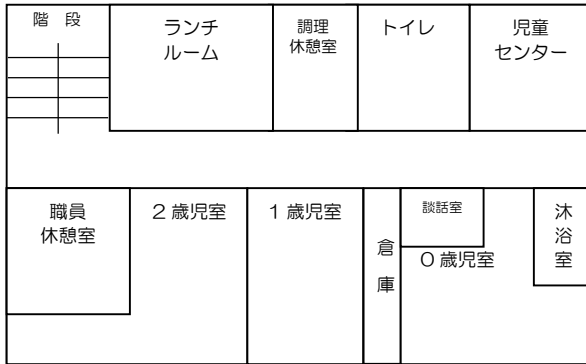 階 段
ランチ
ルーム
調理
休憩室
トイレ
児童
センター
職員
休憩室
2 歳児室
1 歳児室
倉
庫
談話室
0 歳児室
沐
浴
室